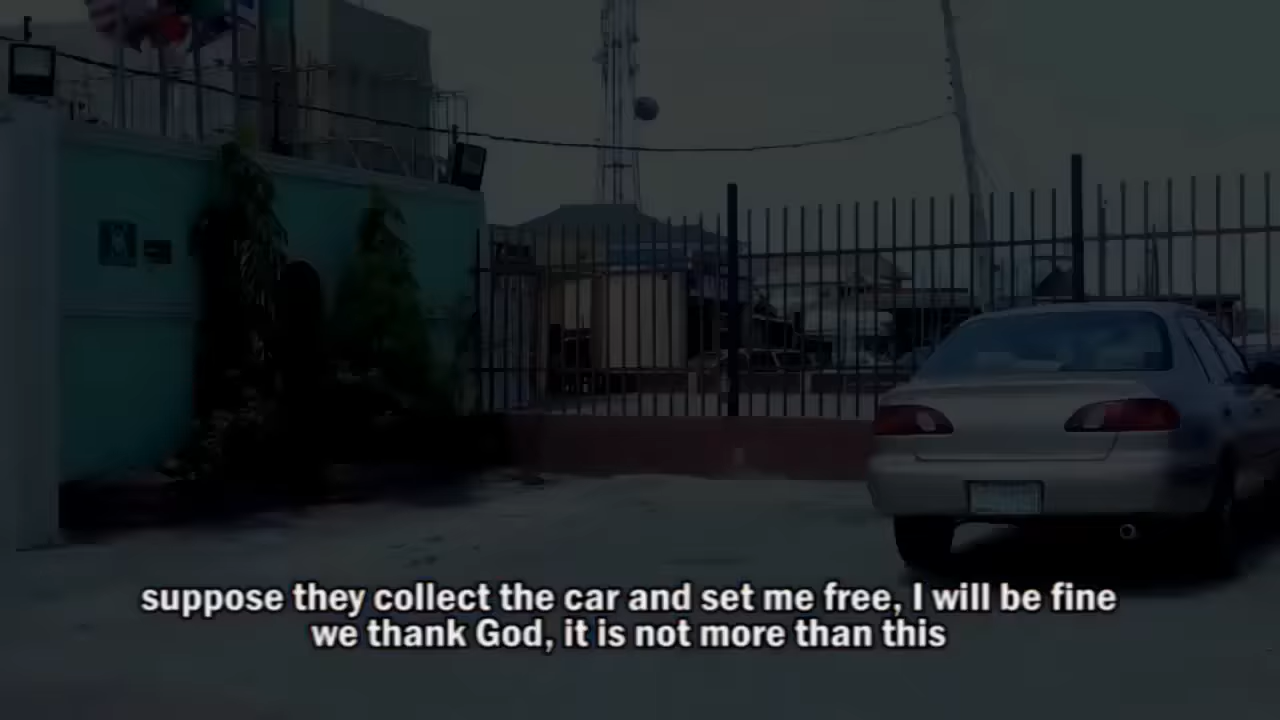 suppose they collect the car and set me free, I will be fine
we thank God, it is not more than this